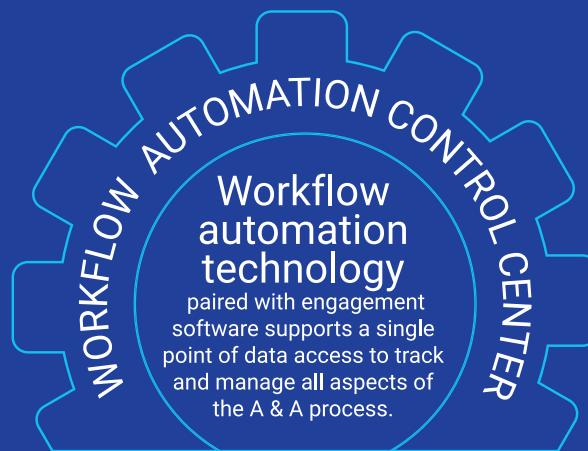 WORKFLOW AUTOMATION CONTROL CENTER
Workflow
automation
technology
paired with engagement
software supports a single
point of data access to track
and manage all aspects of
the A & A process.